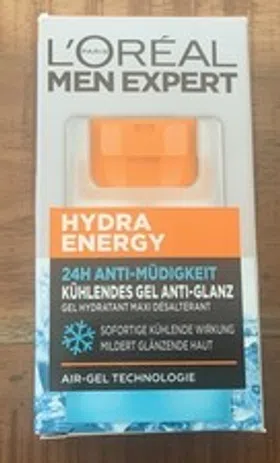 L'ORÉAL
PARIS
MEN EXPERT
HYDRA
ENERGY
24H ANTI-MÜDIGKEIT
KÜHLENDES GEL ANTI-GLANZ
GEL HYDRATANT MAXI DÉSALTÉRANT
SOFORTIGE KÜHLENDE WIRKUNG
MILDERT GLÄNZENDE HAUT
AIR-GEL TECHNOLOGIE